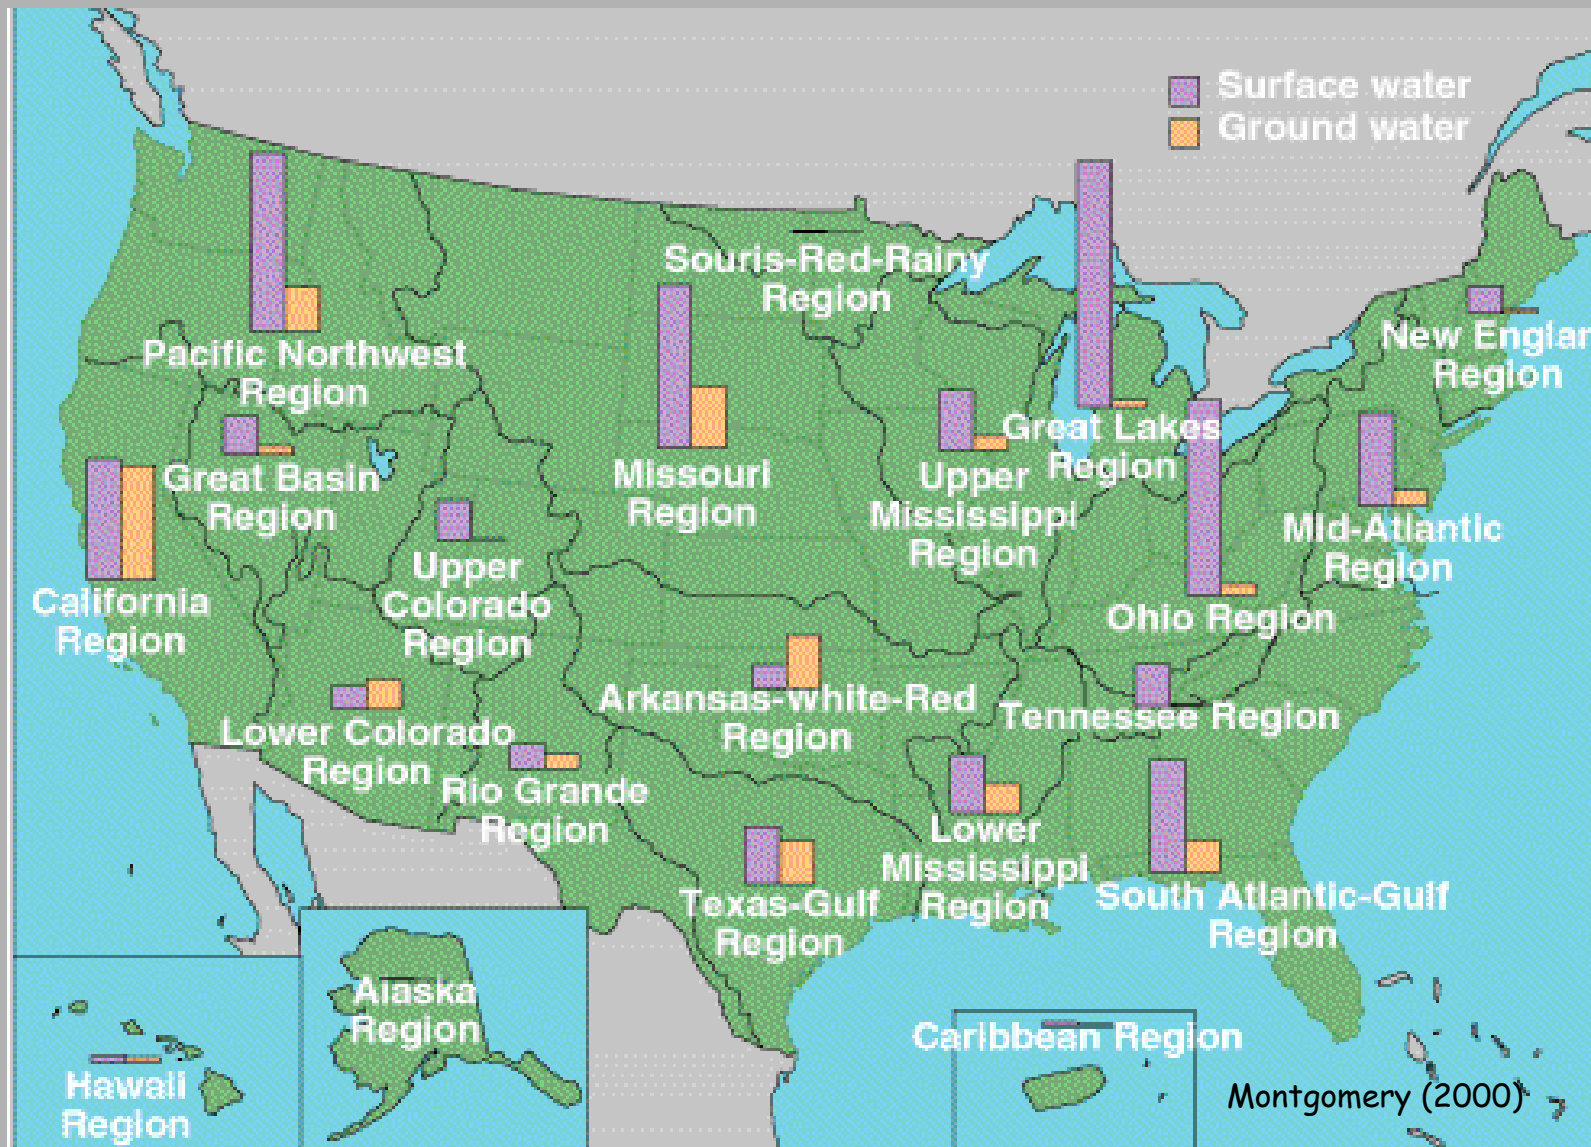 Surface water
Ground water
Souris-Red-Rainy
Region
New Englan
Region
Pacific Northwest
Region
Great Lakes
Region
Great Basin
Region
Missouri
Region
Upper
Mississippi
Region
Mid-Atlantic
Region
California
Region
Upper
Colorado
Region
Ohio Region
Arkansas-White-Red
Region
Tennessee Region
Lower Colorado
Region
Rio Grande
Region
Lower
Mississippi
Region
Texas-Gulf
Region
South Atlantic-Gulf
Region
Alaska
Region
Caribbean Region
Hawaii
Region
Montgomery (2000)